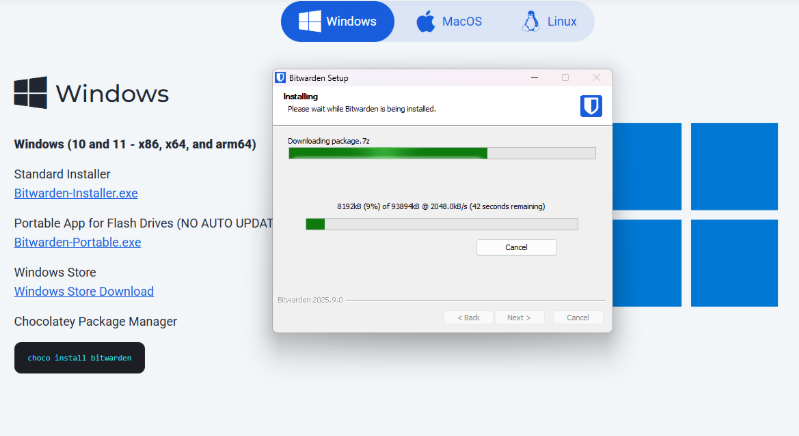 Windows
MacOS
Linux
Windows
Windows (10 and 11 - x86, x64, and arm64)
Standard Installer
Bitwarden-Installer.exe
Portable App for Flash Drives (NO AUTO UPDAT
Bitwarden-Portable.exe
Windows Store
Windows Store Download
Chocolatey Package Manager
choco install bitwarden
Bitwarden Setup
Installing
Please wait while Bitwarden is being installed.
Downloading package.7z
8192kB (9%) of 93894kB @ 2048.0kB/s (42 seconds remaining)
Cancel
Bitwarden 2025.9.0
< Back
Next >
Cancel